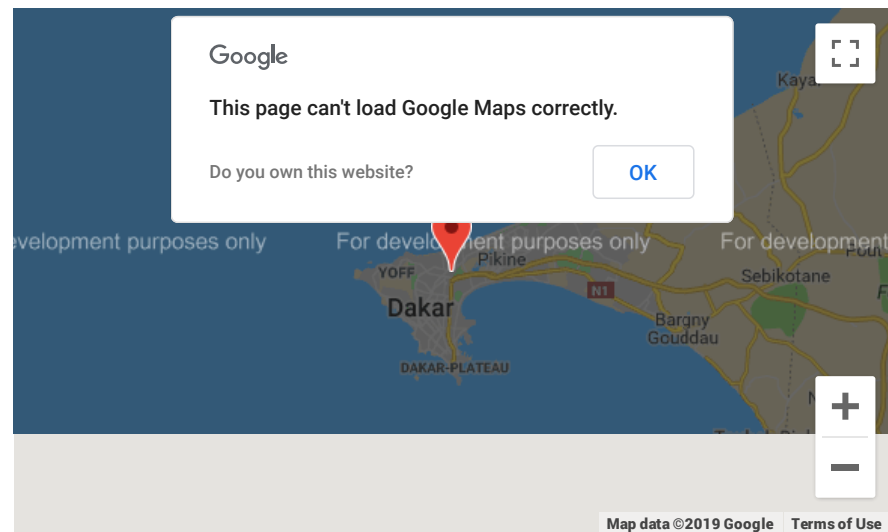 Google
This page can't load Google Maps correctly.
Do you own this website?
OK
Kaya
evelopment purposes only
For development purposes only
For development
Pikine
YOFF
Sebikotane
N1
Dakar
Bargny
Gouddau
DAKAR-PLATEAU
Map data ©2019 Google
Terms of Use